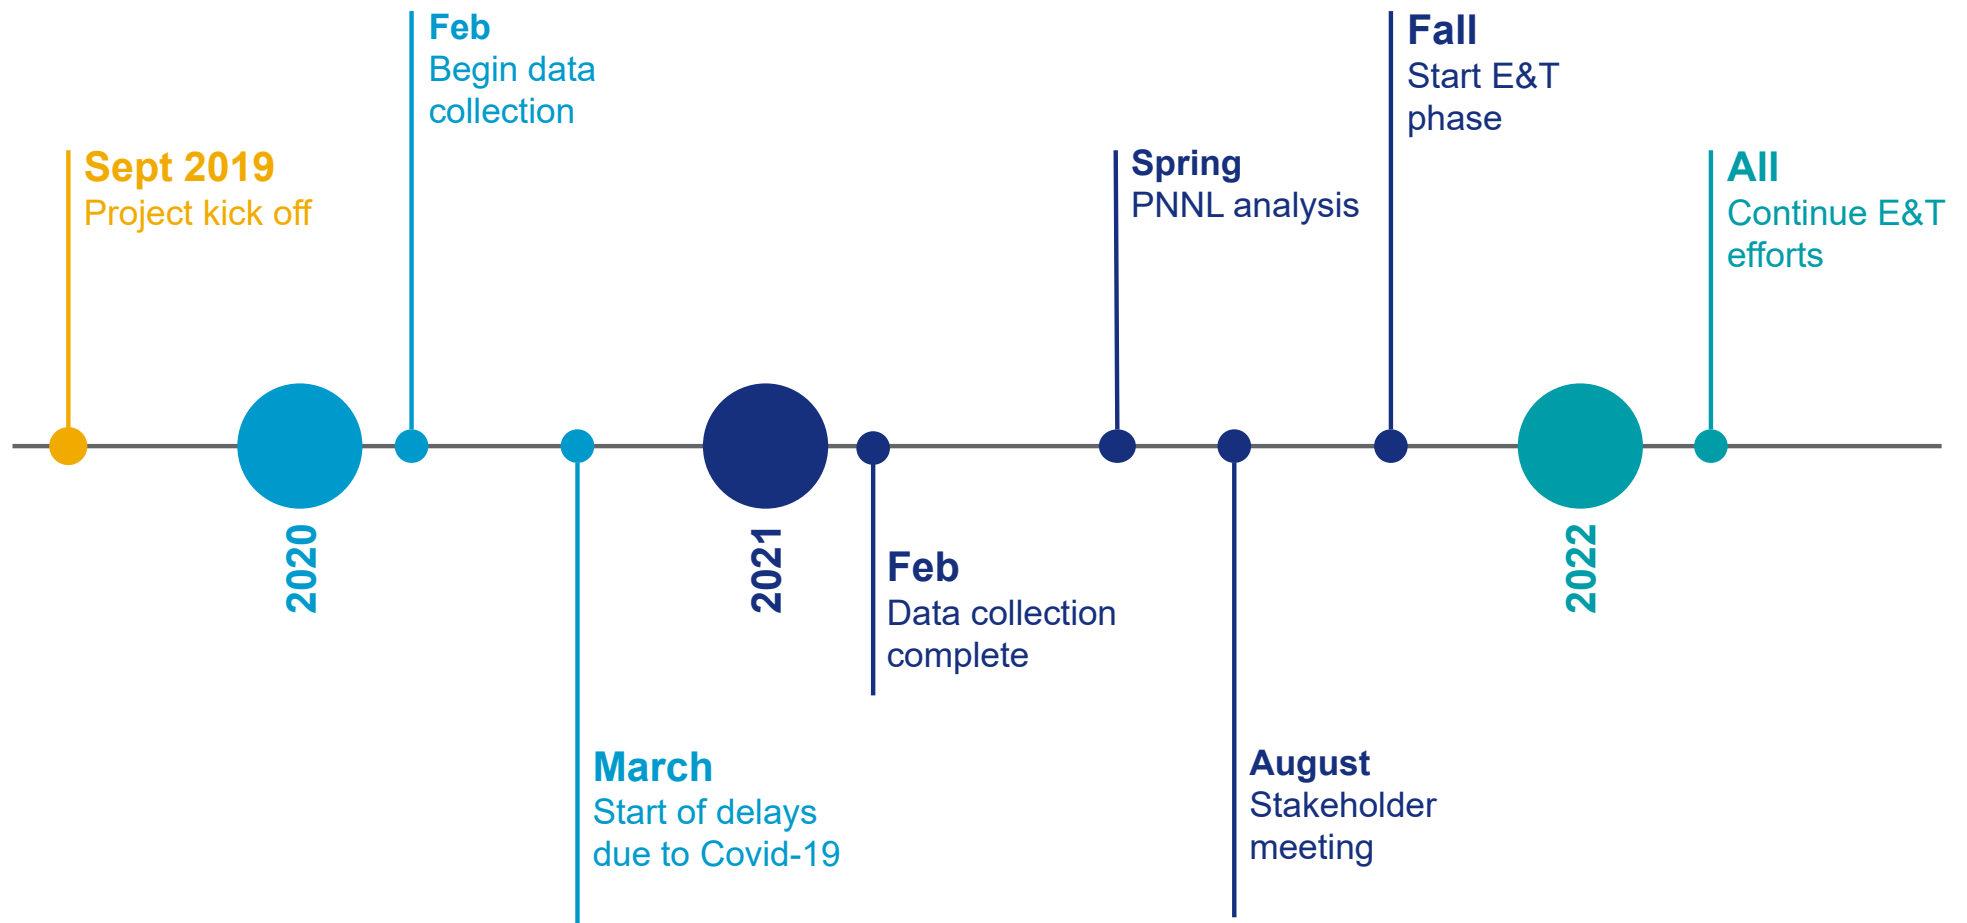 Sept 2019
Project kick off
2020
Feb
Begin data
collection
March
Start of delays
due to Covid-19
2021
Feb
Data collection
complete
Spring
PNNL analysis
August
Stakeholder
meeting
Fall
Start E&T
phase
2022
All
Continue E&T
efforts